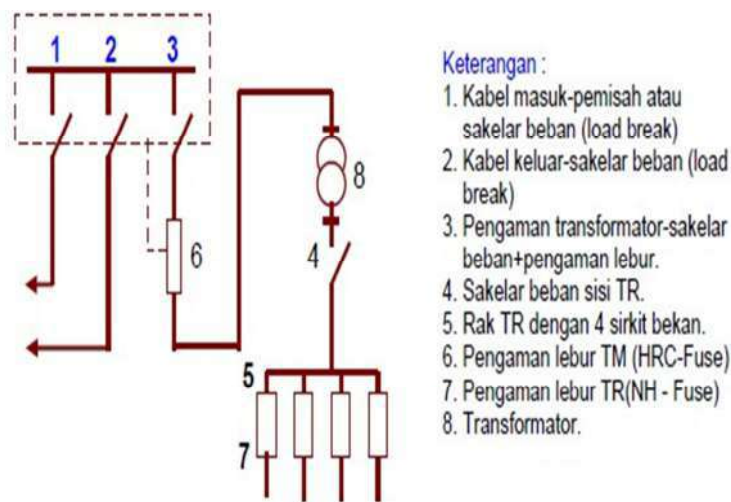 1 2 3
6
8
4
5
7
Keterangan :
1. Kabel masuk-pemisah atau
sakelar beban (load break)
2. Kabel keluar-sakelar beban (load
break)
3. Pengaman transformator-sakelar
beban+pengaman lebur.
4. Sakelar beban sisi TR.
5. Rak TR dengan 4 sirkit bekan.
6. Pengaman lebur TM (HRC-Fuse)
7. Pengaman lebur TR(NH - Fuse)
8. Transformator.